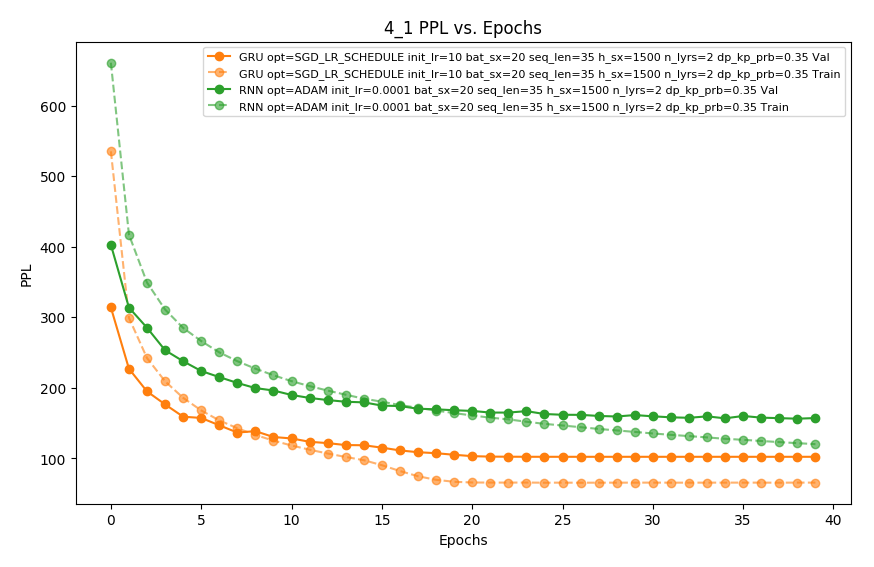 4_1 PPL vs. Epochs
GRU opt=SGD_LR_SCHEDULE init_lr=10 bat_sx=20 seq_len=35 h_sx=1500 n_lyrs=2 dp_kp_prb=0.35 Val
GRU opt=SGD_LR_SCHEDULE init_lr=10 bat_sx=20 seq_len=35 h_sx=1500 n_lyrs=2 dp_kp_prb=0.35 Train
RNN opt=ADAM init_lr=0.0001 bat_sx=20 seq_len=35 h_sx=1500 n_lyrs=2 dp_kp_prb=0.35 Val
RNN opt=ADAM init_lr=0.0001 bat_sx=20 seq_len=35 h_sx=1500 n_lyrs=2 dp_kp_prb=0.35 Train
600
500
400
300
200
100
PPL
0 5 10 15 20 25 30 35 40
Epochs